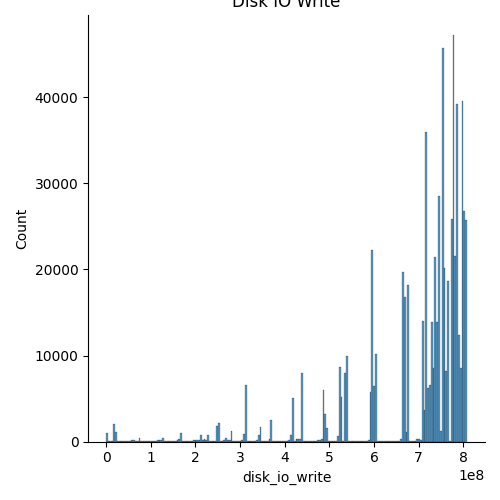 Disk IO Write
40000
30000
20000
10000
0
Count
0 1 2 3 4 5 6 7 8
1e8
disk_io_write